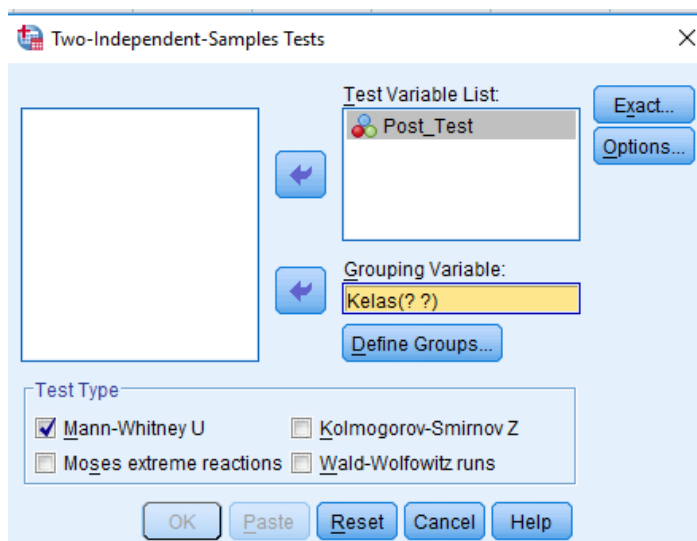 Two-Independent-Samples Tests
Test Variable List:
Post_Test
Exact...
Options...
Grouping Variable:
Kelas(? ?)
Define Groups...
Test Type
Mann-Whitney U
Kolmogorov-Smirnov Z
Moses extreme reactions
Wald-Wolfowitz runs
OK
Paste
Reset
Cancel
Help